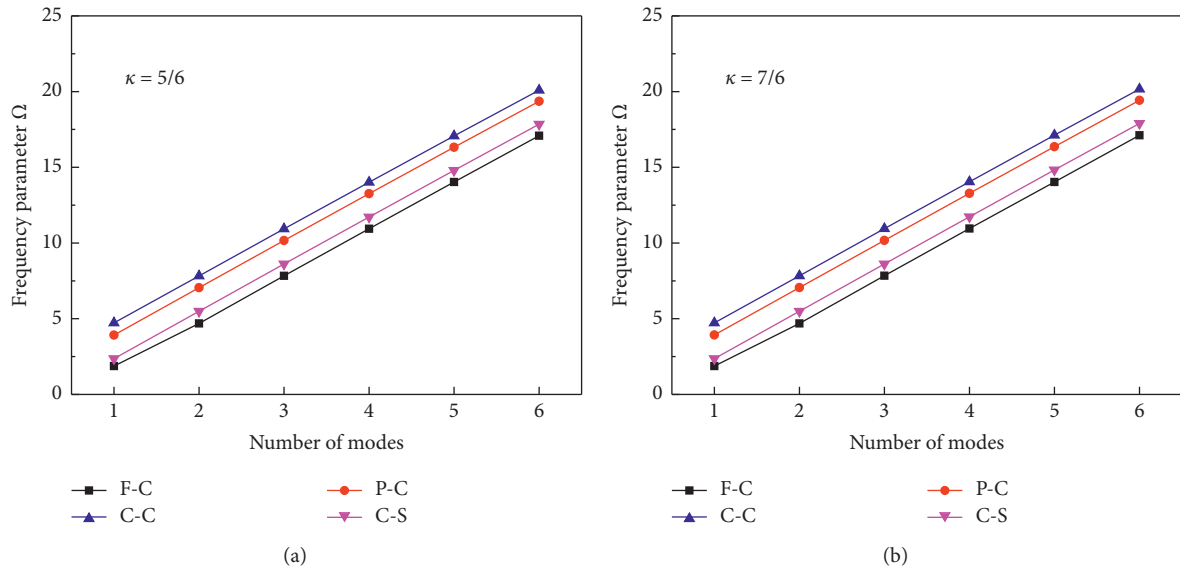 25
20
15
10
5
0
Frequency parameter Ω
κ = 5/6
1 2 3 4 5 6
Number of modes
F-C
P-C
C-C
C-S
(a)
25
20
15
10
5
0
Frequency parameter Ω
κ = 7/6
1 2 3 4 5 6
Number of modes
F-C
P-C
C-C
C-S
(b)